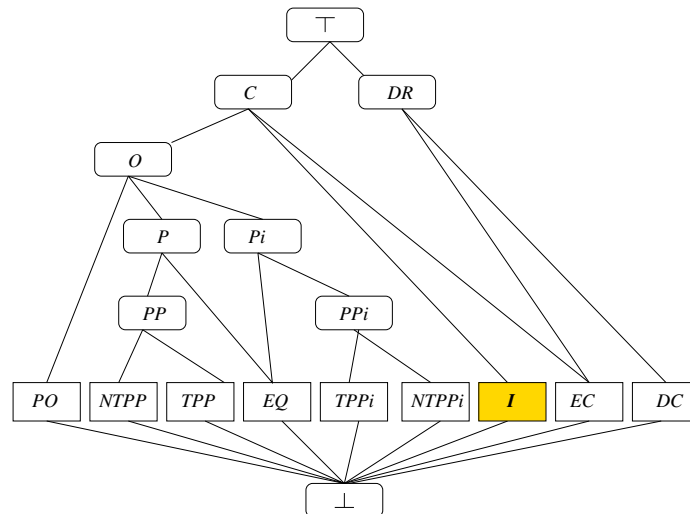 ⊤
C DR
O
P Pi
PP PPi
PO NTPP TPP EQ TPPi NTPPi I EC DC
⊥